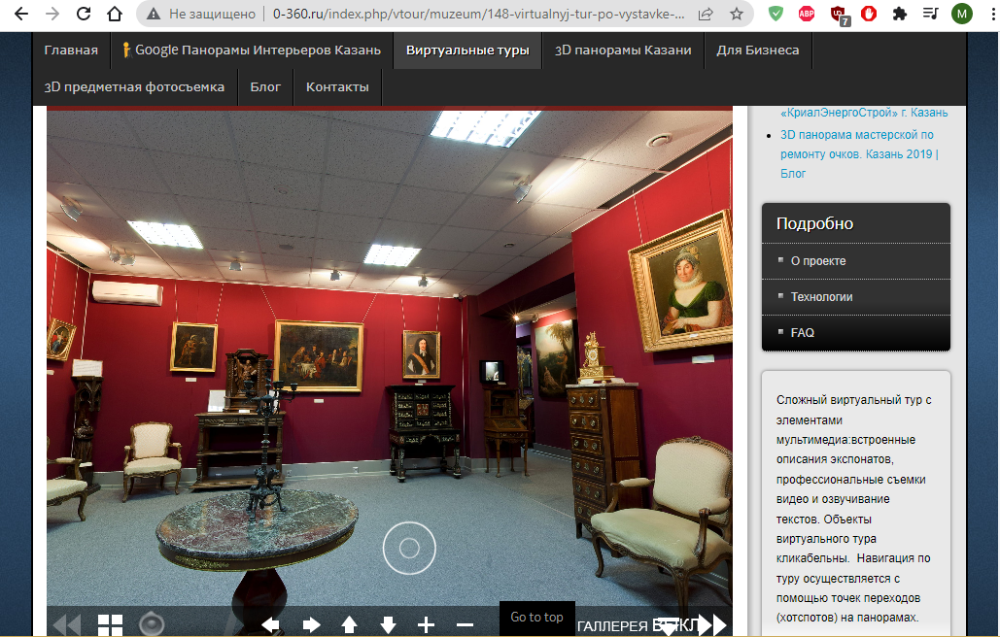 Не защищено | 0-360.ru/index.php/vtour/muzeum/148-virtualnyj-tur-po-vystavke-...
ABP
7
M
Главная
Google Панорамы Интерьеров Казань
Виртуальные туры
3D панорамы Казани
Для Бизнеса
3D предметная фотосъемка
Блог
Контакты
«КриалЭнергоСтрой» г. Казань
3D панорама мастерской по
ремонту очков. Казань 2019 |
Блог
Подробно
О проекте
Технологии
FAQ
Сложный виртуальный тур с
элементами
мультимедиа:встроенные
описания экспонатов,
профессиональные съемки
видео и озвучивание
текстов. Объекты
виртуального тура
кликабельны. Навигация по
туру осуществляется с
помощью точек переходов
(хотспотов) на панорамах.
Go to top
ГАЛЛЕРЕЯ ВЫКЛ